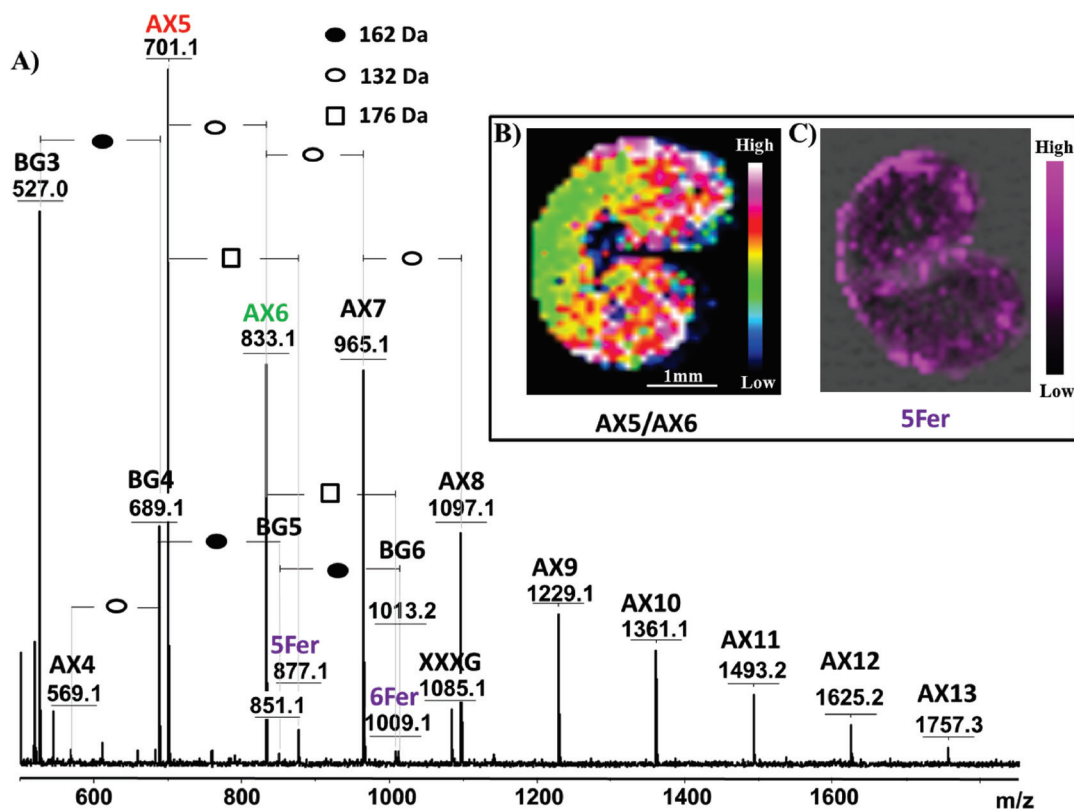 A)
AX5
701.1
162 Da
132 Da
176 Da
BG3
527.0
AX6
833.1
AX7
965.1
BG4
689.1
BG5
BG6
1013.2
AX8
1097.1
AX4
569.1
851.1
5Fer
877.1
6Fer
1009.1
XXXG
1085.1
AX9
1229.1
AX10
1361.1
AX11
1493.2
AX12
1625.2
AX13
1757.3
600 800 1000 1200 1400 1600 m/z
B)
High
Low
1mm
AX5/AX6
C)
High
Low
5Fer